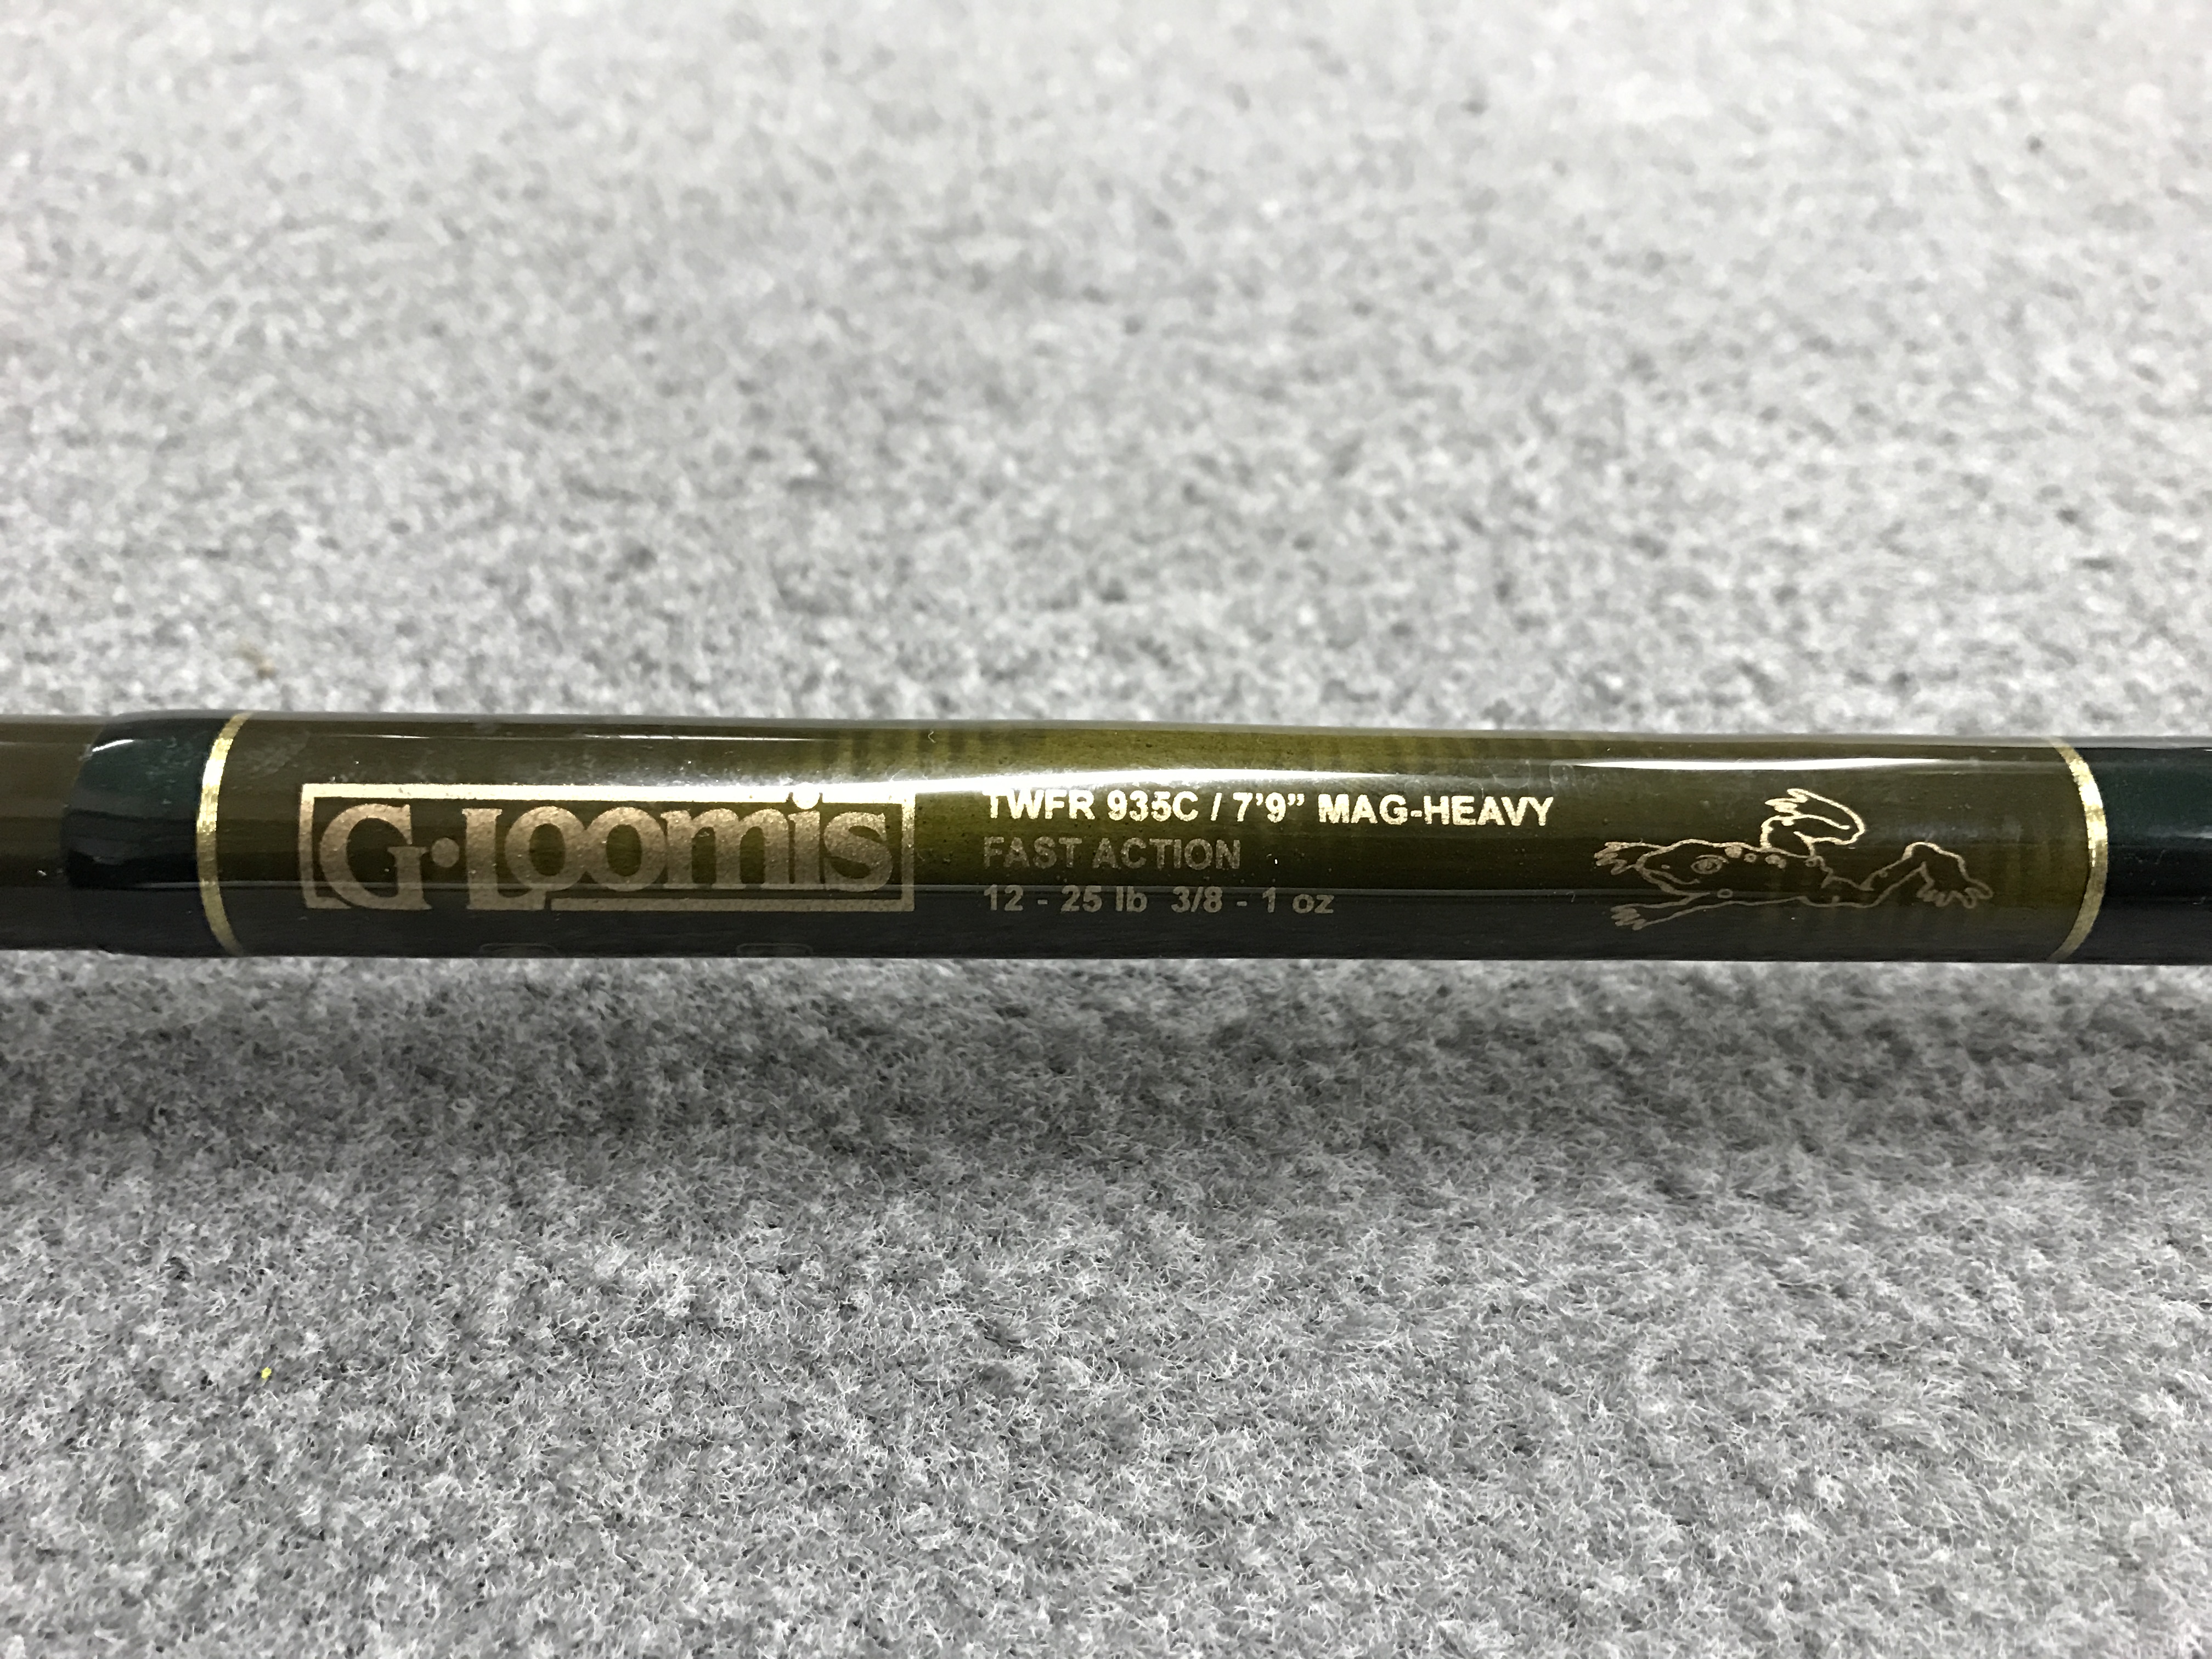 G·Loomis
TWFR 935C / 7'9" MAG-HEAVY
FAST ACTION
12 - 25 lb 3/8 - 1 oz